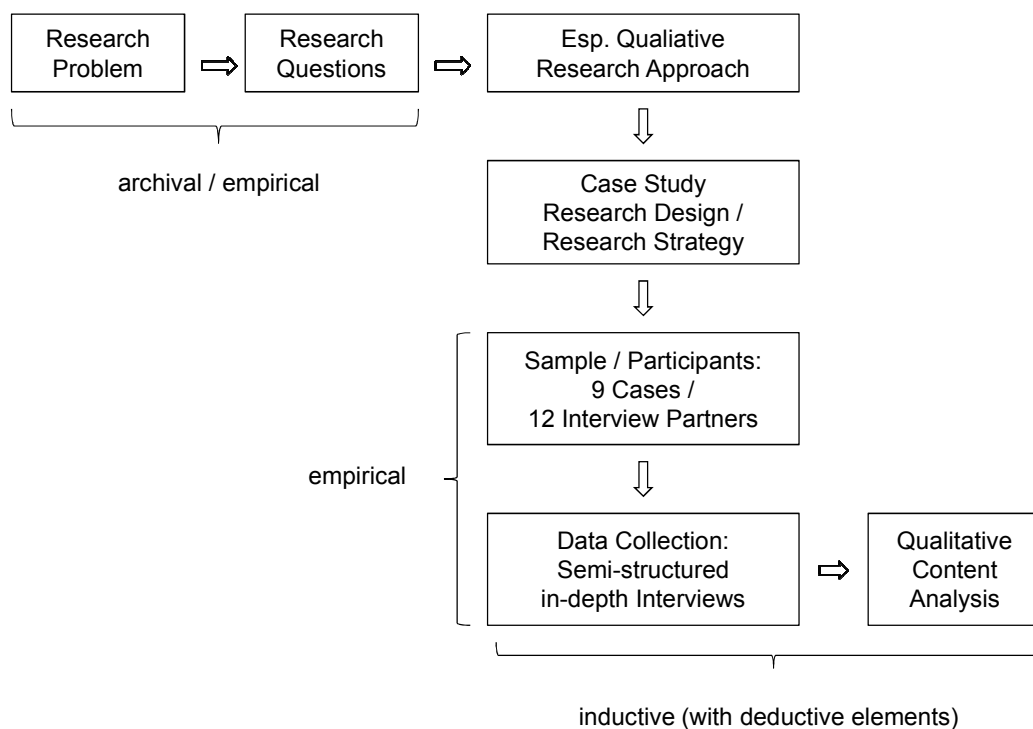 Research
Problem
Research
Questions
Esp. Qualiative
Research Approach
archival / empirical
Case Study
Research Design /
Research Strategy
Sample / Participants:
9 Cases /
12 Interview Partners
empirical
Data Collection:
Semi-structured
in-depth Interviews
Qualitative
Content
Analysis
inductive (with deductive elements)